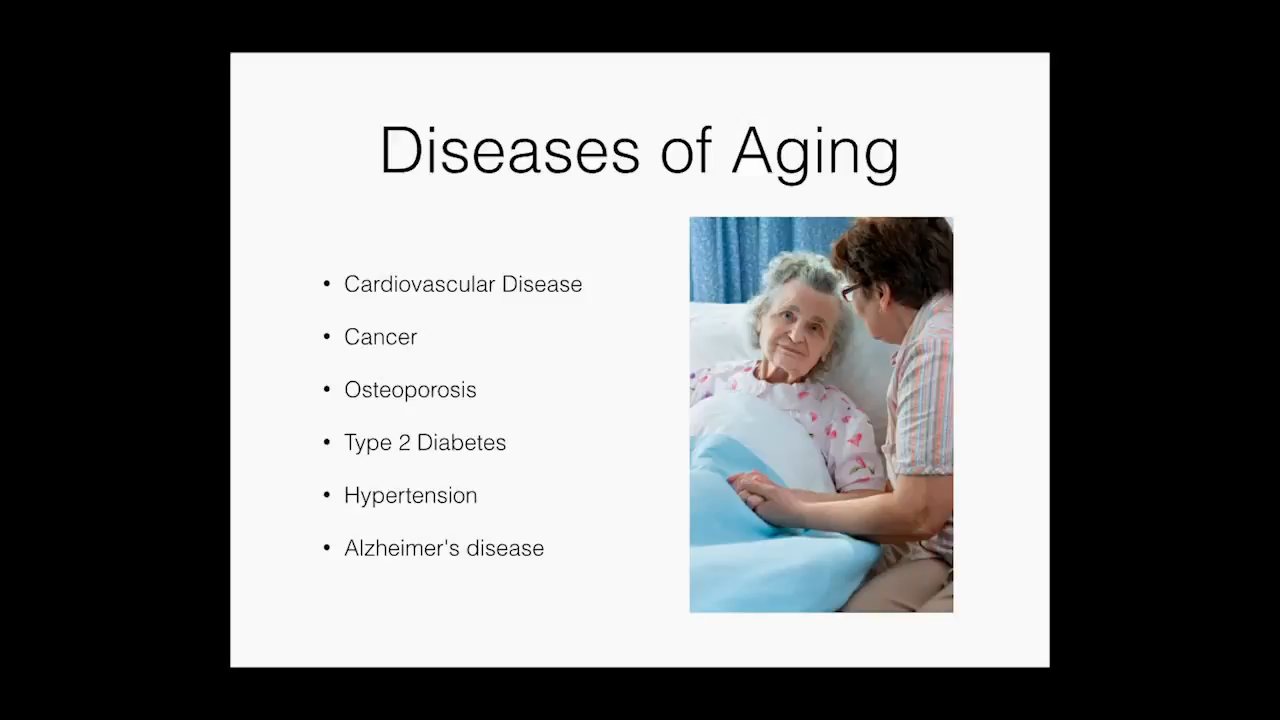 Diseases of Aging
• Cardiovascular Disease
• Cancer
• Osteoporosis
• Type 2 Diabetes
• Hypertension
• Alzheimer's disease